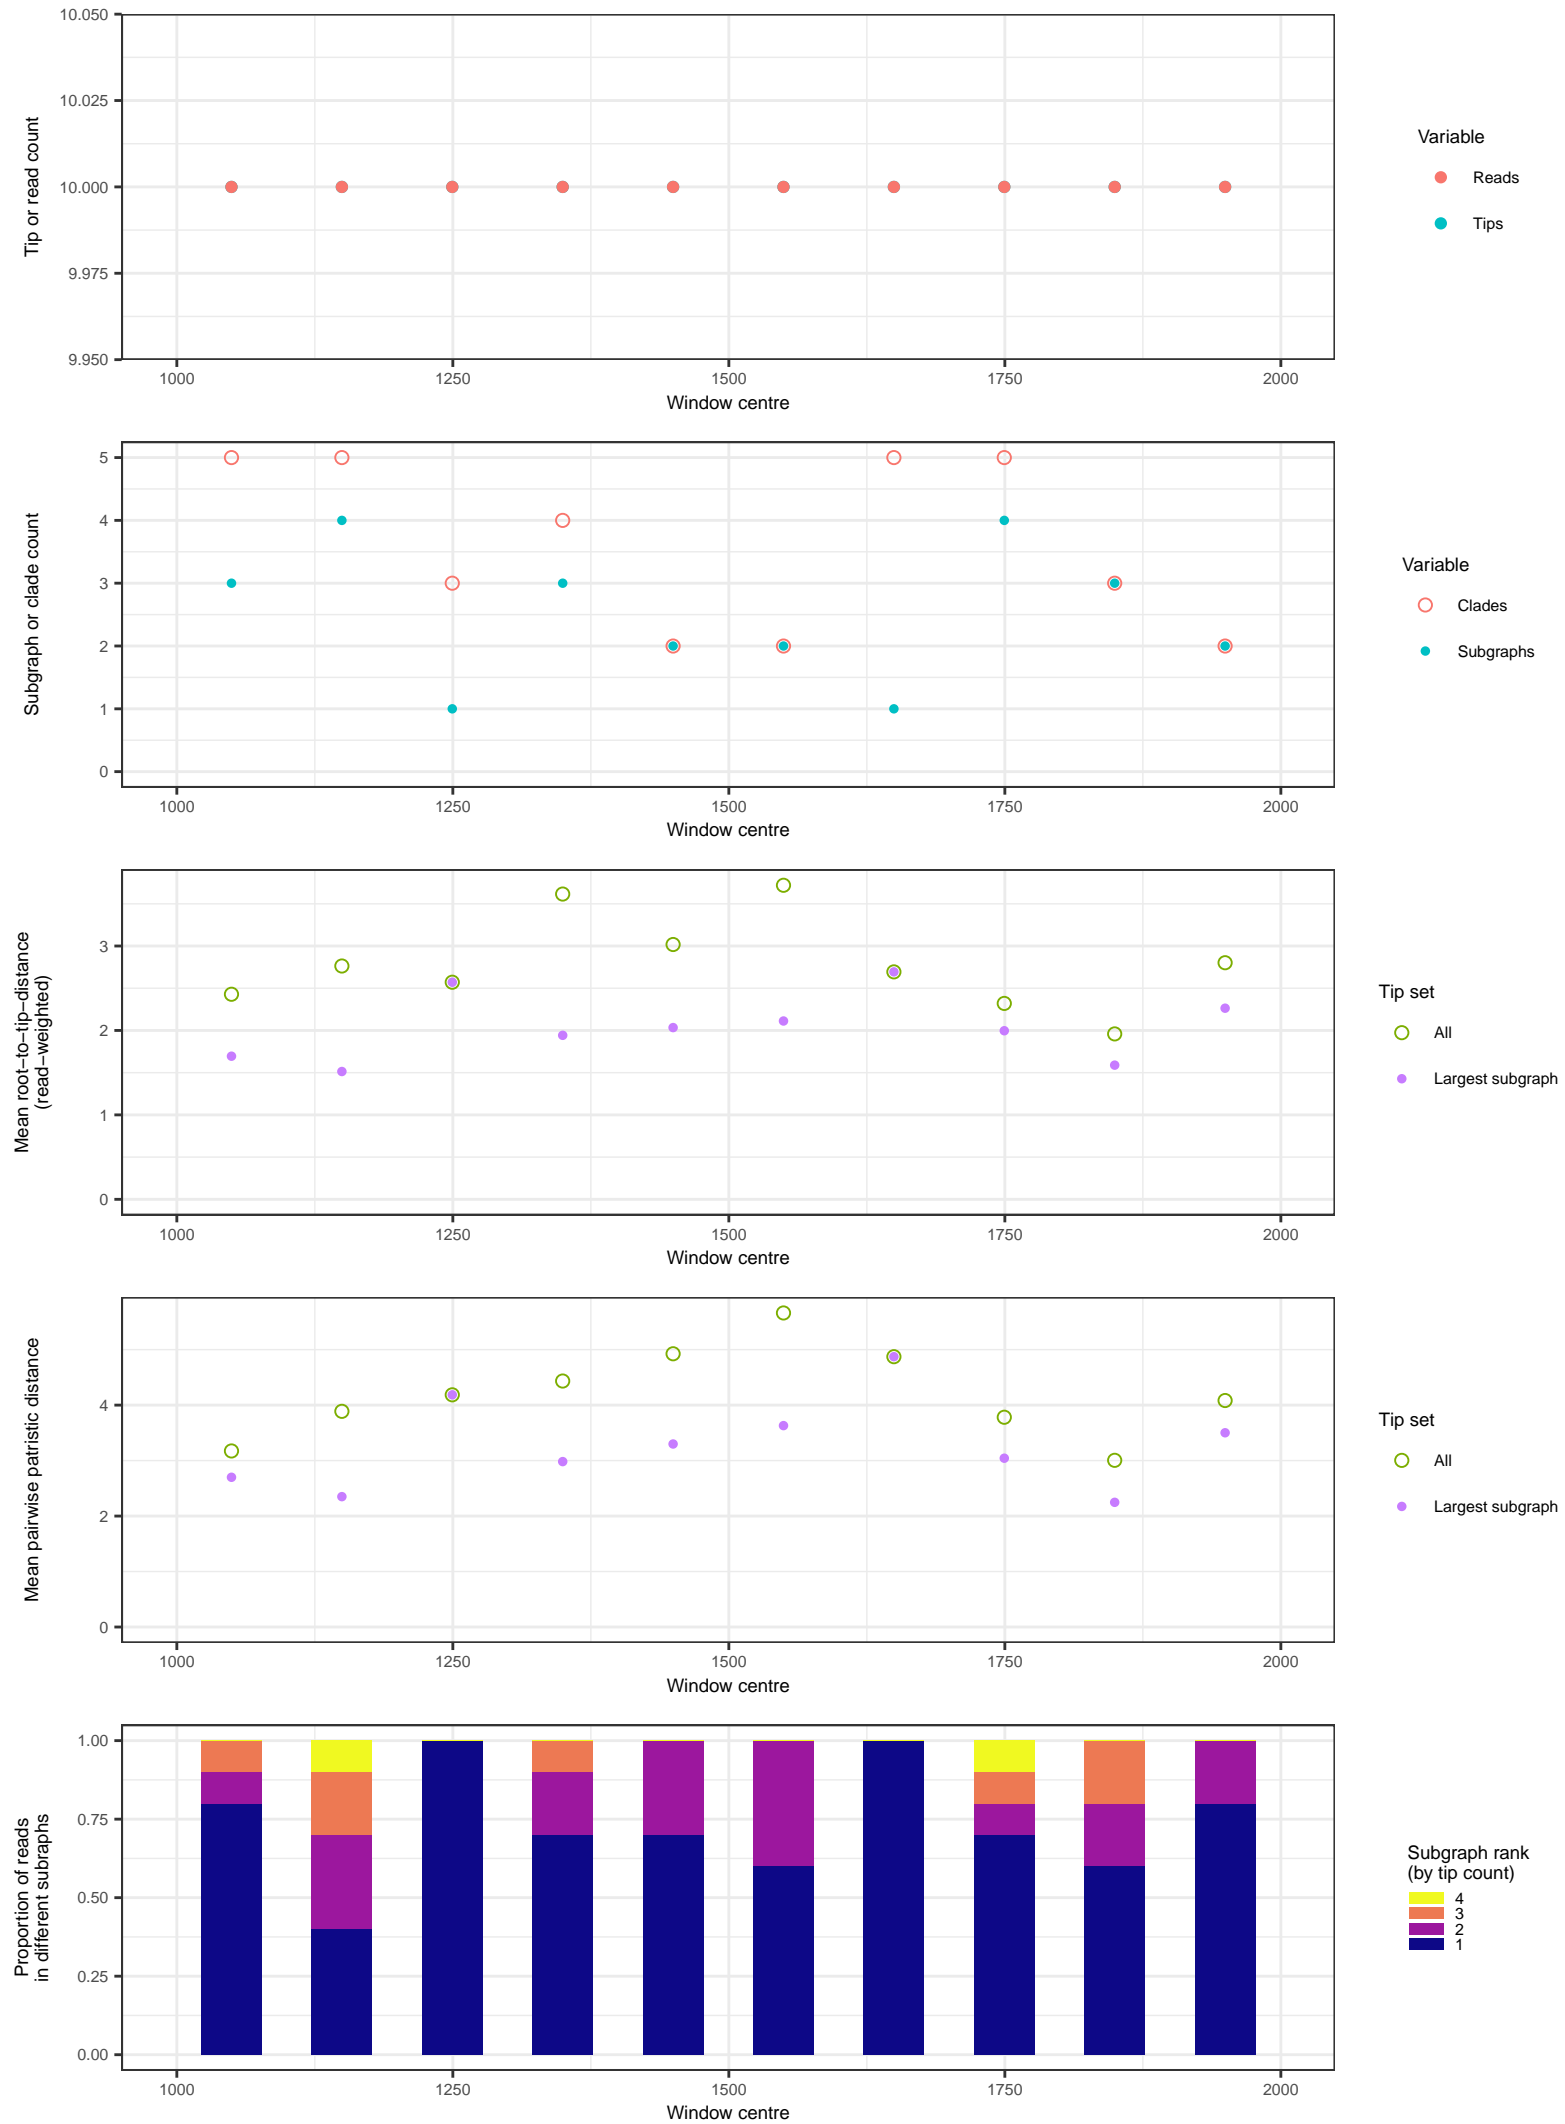 10.050
10.025
10.000
9.975
9.950
Tip or read count
1000 1250 1500 1750 2000
Window centre
Variable
Reads
Tips
5
4
3
2
1
0
Subgraph or clade count
1000 1250 1500 1750 2000
Window centre
Variable
Clades
Subgraphs
3
2
1
0
Mean root−to−tip−distance
(read−weighted)
1000 1250 1500 1750 2000
Window centre
Tip set
All
Largest subgraph
4
2
0
Mean pairwise patristic distance
1000 1250 1500 1750 2000
Window centre
Tip set
All
Largest subgraph
1.00
0.75
0.50
0.25
0.00
Proportion of reads
in different subraphs
1000 1250 1500 1750 2000
Window centre
Subgraph rank
(by tip count)
4
3
2
1